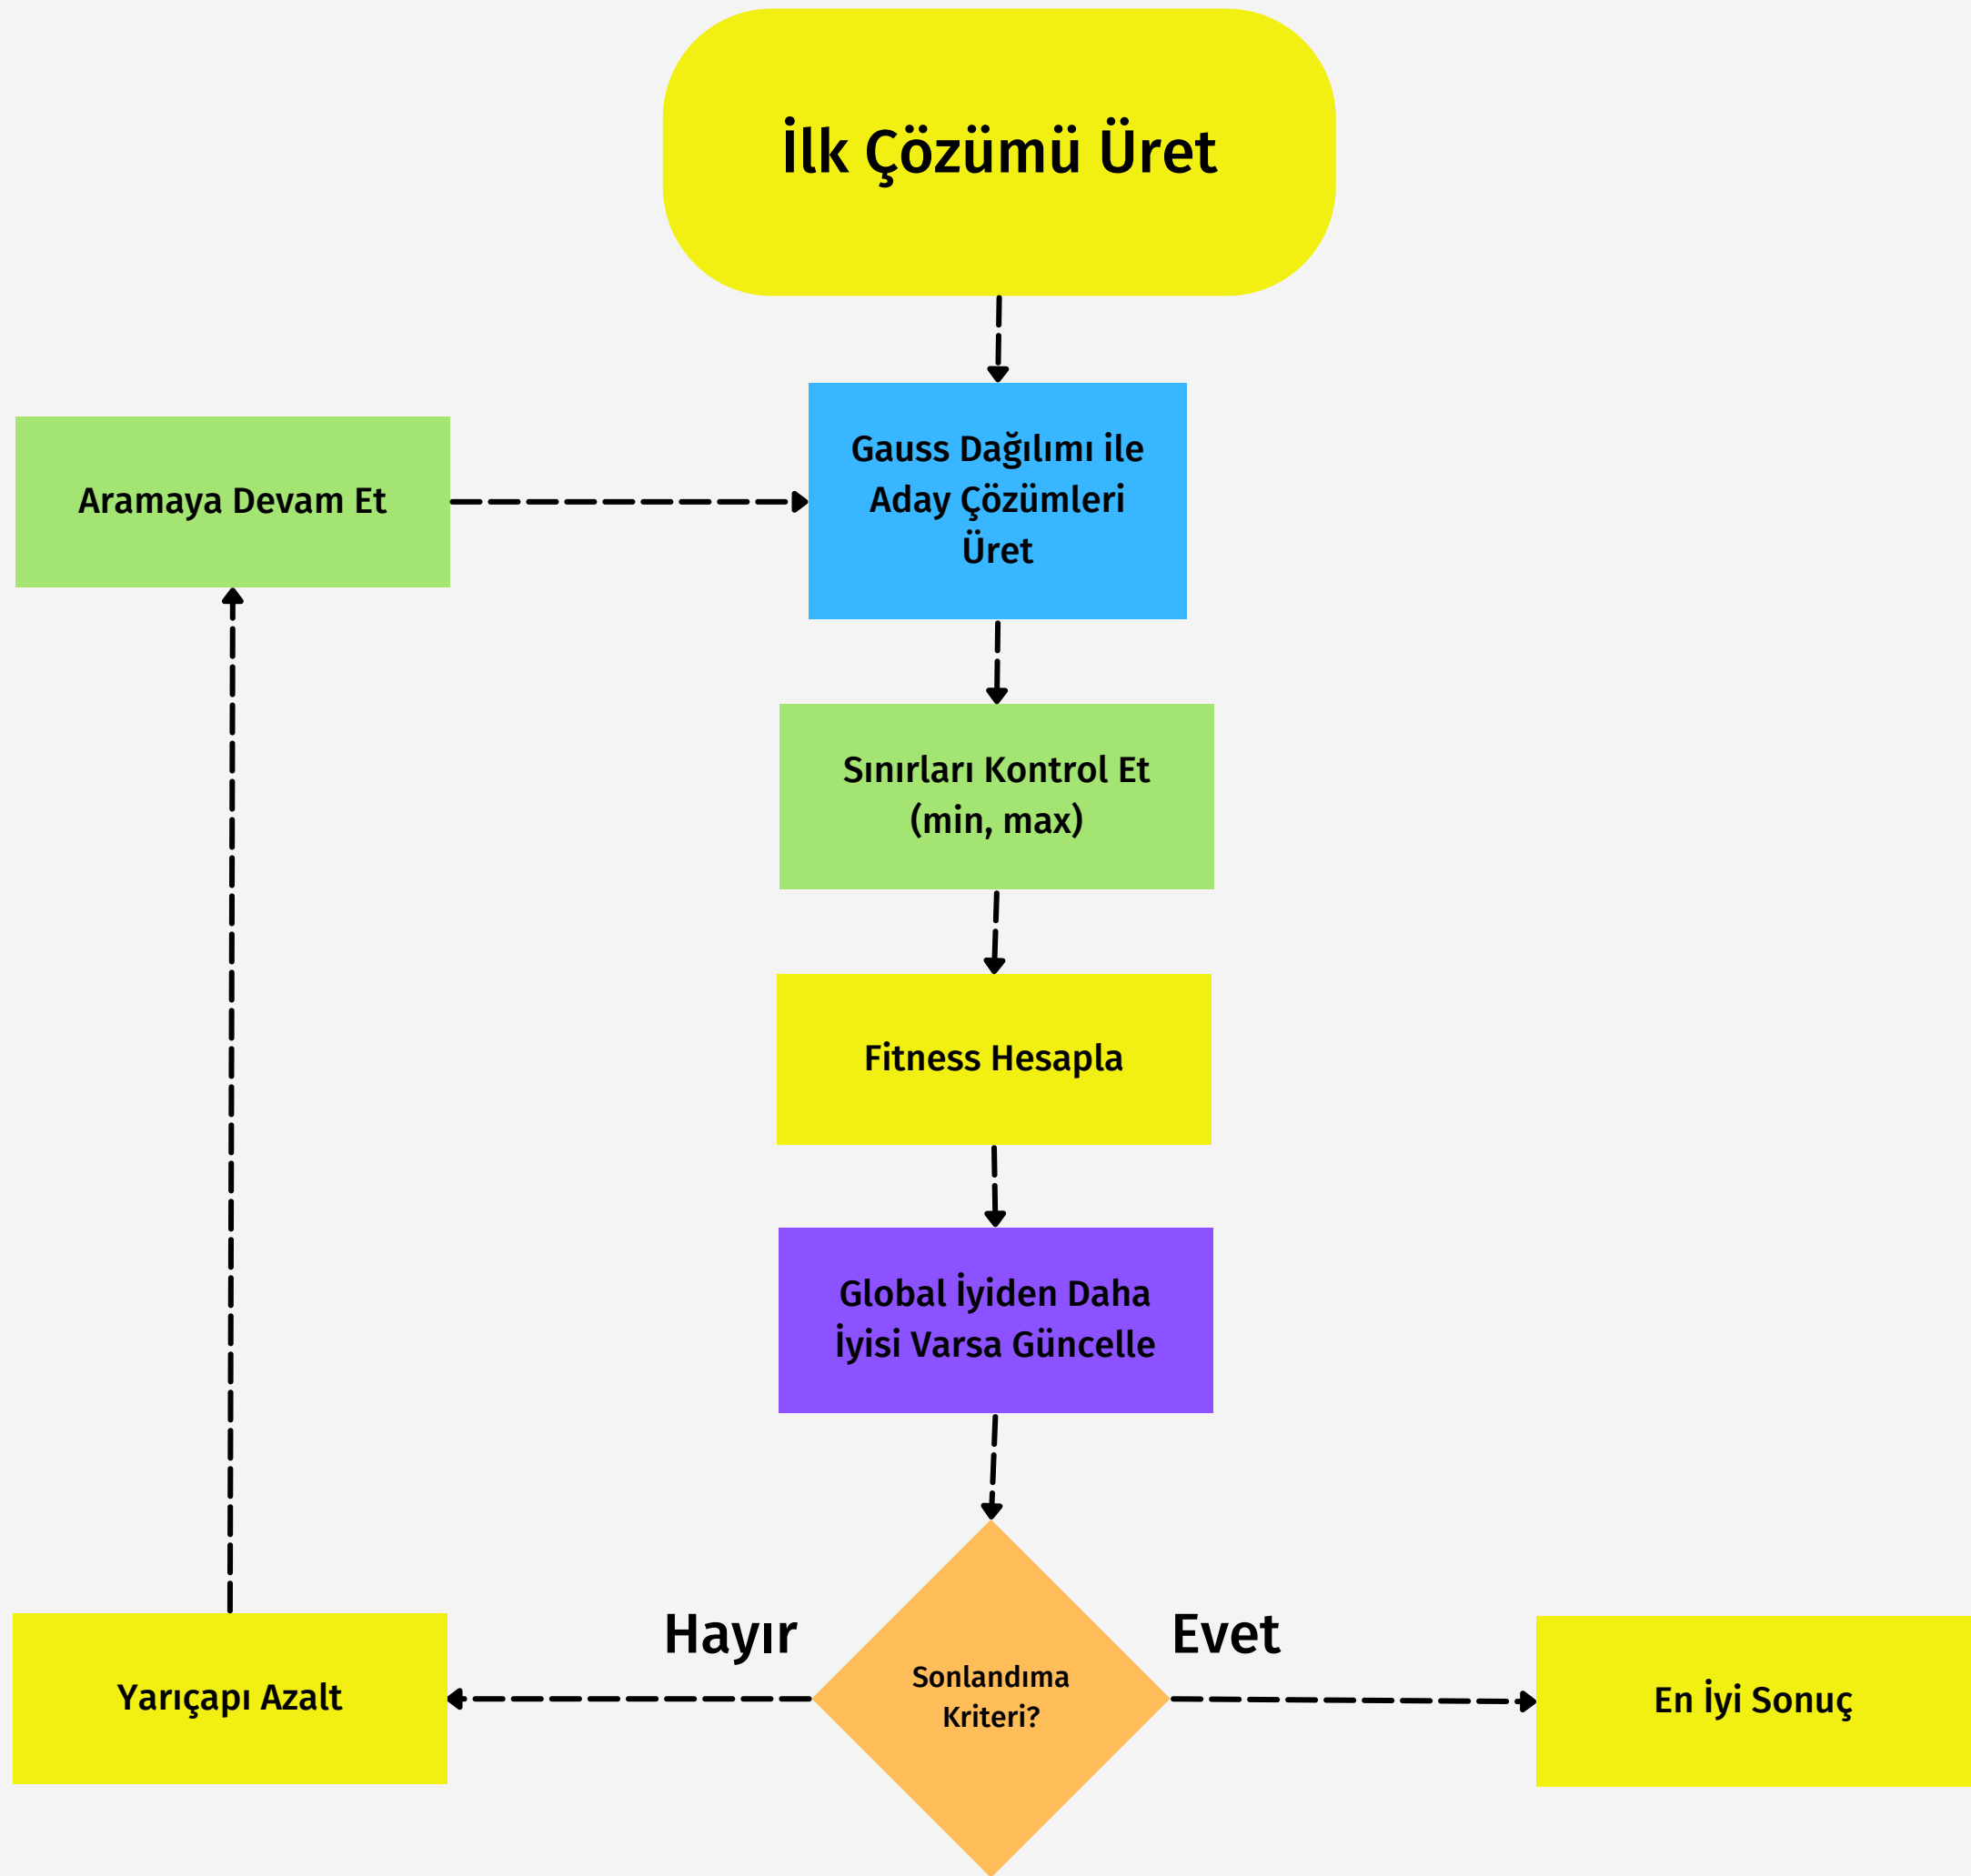 İlk Çözümü Üret
Gauss Dağılımı ile
Aday Çözümleri
Üret
Aramaya Devam Et
Sınırları Kontrol Et
(min, max)
Fitness Hesapla
Global İyiden Daha
İyisi Varsa Güncelle
Hayır
Evet
Sonlandıma
Kriteri?
Yarıçapı Azalt
En İyi Sonuç